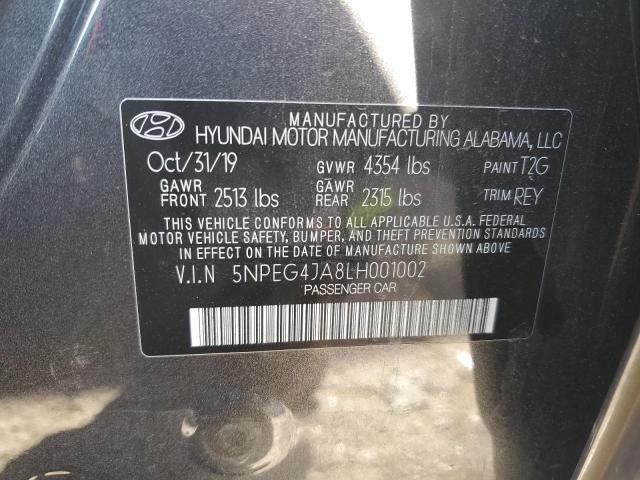 MANUFACTURED BY
HYUNDAI MOTOR MANUFACTURING ALABAMA, LLC
Oct/31/19 GVWR 4354 lbs PAINT T2G
GAWR FRONT 2513 lbs GAWR REAR 2315 lbs TRIM REY
THIS VEHICLE CONFORMS TO ALL APPLICABLE U.S.A. FEDERAL
MOTOR VEHICLE SAFETY, BUMPER, AND THEFT PREVENTION STANDARDS
IN EFFECT ON THE DATE OF MANUFACTURE SHOWN ABOVE.
V.I.N 5NPEG4JA8LH001002
PASSENGER CAR